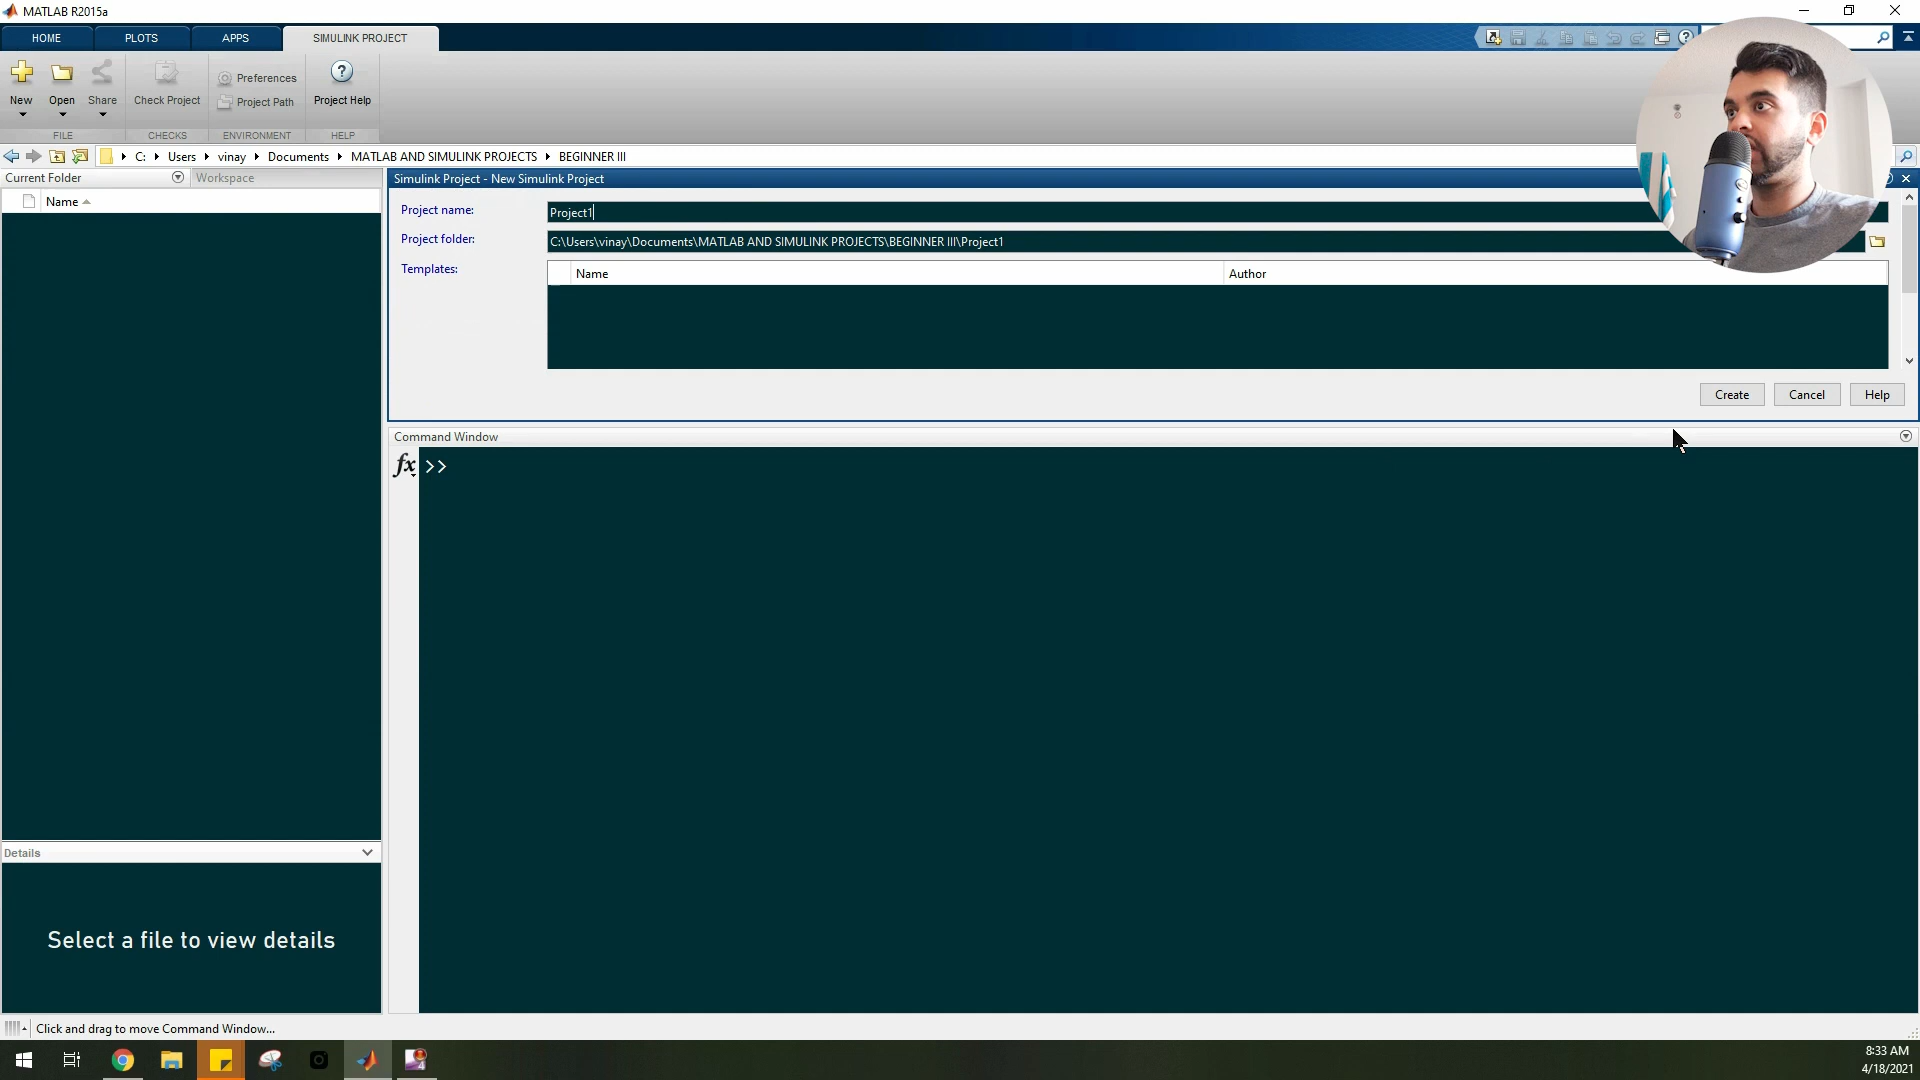 MATLAB R2015a
HOME
PLOTS
APPS
SIMULINK PROJECT
New
Open
Share
Check Project
Preferences
Project Path
Project Help
FILE
CHECKS
ENVIRONMENT
HELP
C: Users vinay Documents MATLAB AND SIMULINK PROJECTS BEGINNER III
Current Folder
Workspace
Name
Simulink Project - New Simulink Project
Project name:
Project1
Project folder:
C:\Users\vinay\Documents\MATLAB AND SIMULINK PROJECTS\BEGINNER III\Project1
Templates:
Name
Author
Create
Cancel
Help
Command Window
fx >>
Details
Select a file to view details
Click and drag to move Command Window...
8:33 AM
4/18/2021